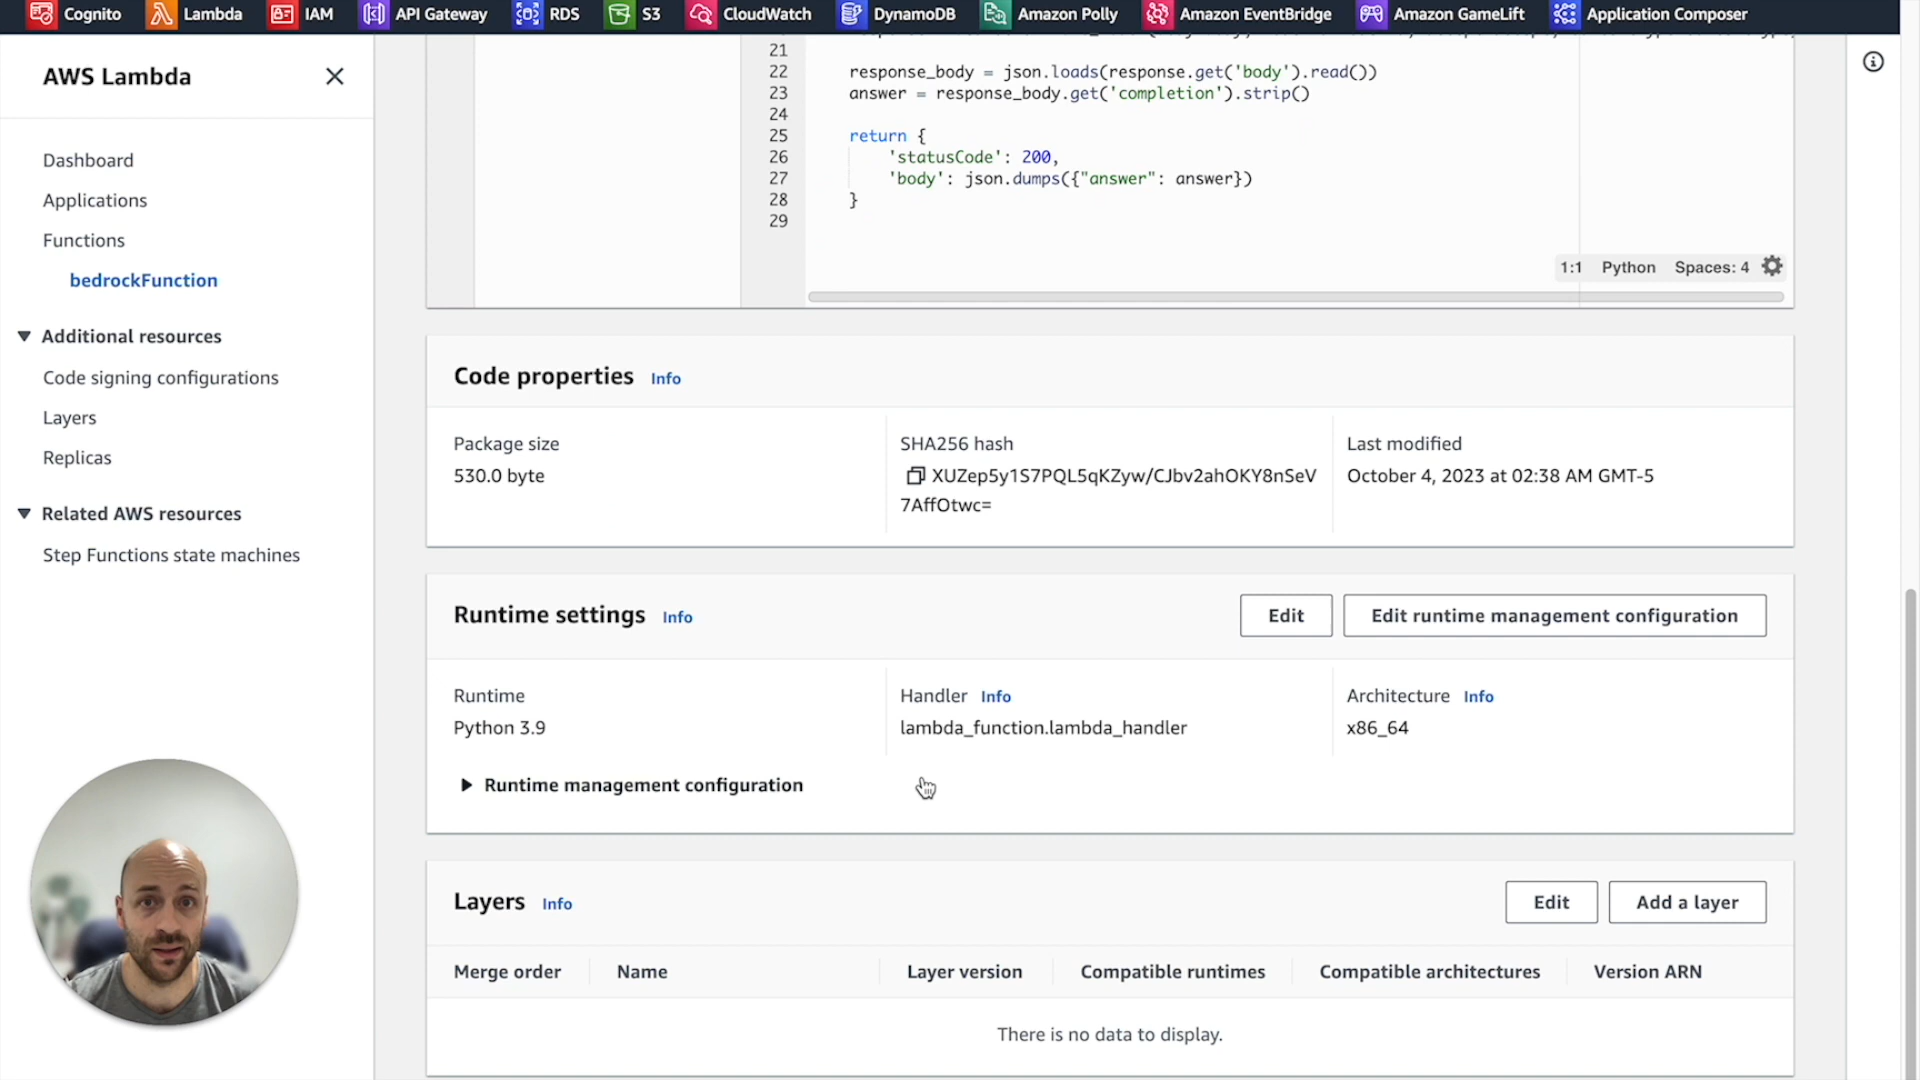 Cognito Lambda IAM API Gateway RDS S3 CloudWatch DynamoDB Amazon Polly Amazon EventBridge Amazon GameLift Application Composer
AWS Lambda
Dashboard
Applications
Functions
bedrockFunction
Additional resources
Code signing configurations
Layers
Replicas
Related AWS resources
Step Functions state machines
21
22 response_body = json.loads(response.get('body').read())
23 answer = response_body.get('completion').strip()
24
25 return {
26 'statusCode': 200,
27 'body': json.dumps({"answer": answer})
28 }
29
1:1 Python Spaces: 4
Code properties Info
Package size
530.0 byte
SHA256 hash
XUZep5y1S7PQL5qKZyw/CJbv2ahOKY8nSeV
7AffOtwc=
Last modified
October 4, 2023 at 02:38 AM GMT-5
Runtime settings Info
Edit
Edit runtime management configuration
Runtime
Python 3.9
Handler Info
lambda_function.lambda_handler
Architecture Info
x86_64
Runtime management configuration
Layers Info
Edit
Add a layer
Merge order Name Layer version Compatible runtimes Compatible architectures Version ARN
There is no data to display.